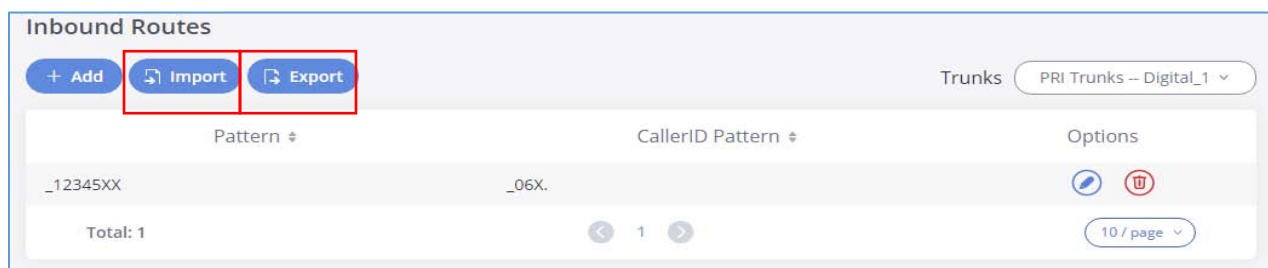 Inbound Routes
+ Add Import Export Trunks PRI Trunks -- Digital_1
Pattern CallerID Pattern Options
_12345XX _06X.
Total: 1 1 10 / page